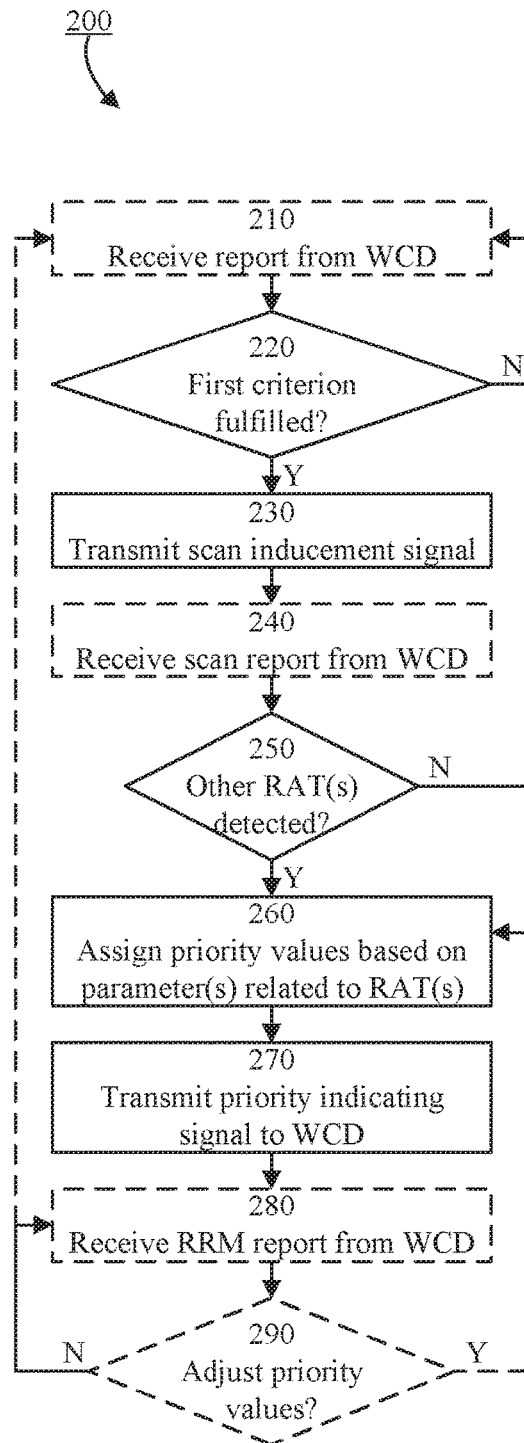 200
210
Receive report from WCD
220
First criterion
fulfilled?
N
Y
230
Transmit scan inducement signal
240
Receive scan report from WCD
250
Other RAT(s)
detected?
N
Y
260
Assign priority values based on
parameter(s) related to RAT(s)
270
Transmit priority indicating
signal to WCD
280
Receive RRM report from WCD
290
Adjust priority
values?
N
Y